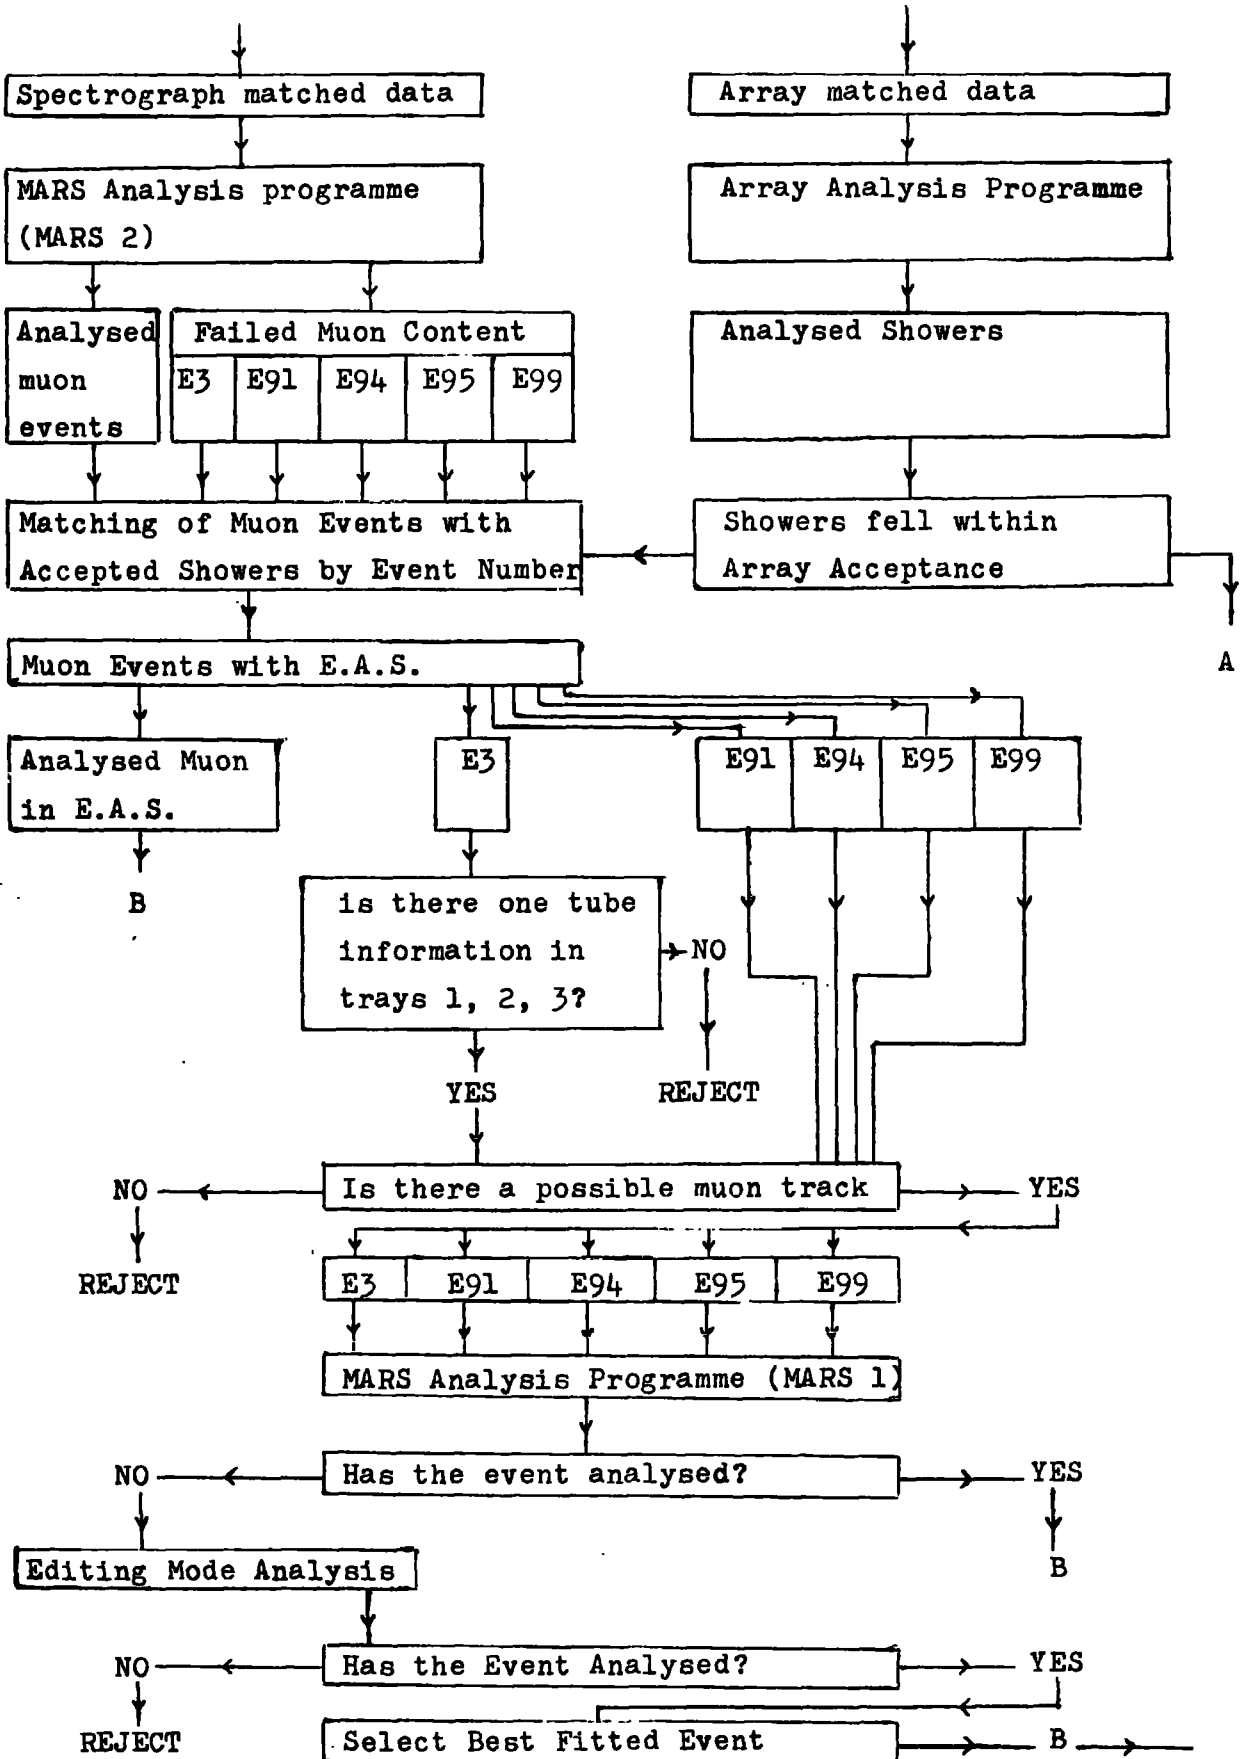 Spectrograph matched data
Array matched data
MARS Analysis programme
(MARS 2)
Array Analysis Programme
Analysed
muon
events
Failed Muon Content
E3 E91 E94 E95 E99
Analysed Showers
Matching of Muon Events with
Accepted Showers by Event Number
Showers fell within
Array Acceptance
A
Muon Events with E.A.S.
Analysed Muon
in E.A.S.
B
E3
E91 E94 E95 E99
is there one tube
information in
trays 1, 2, 3?
NO
REJECT
YES
Is there a possible muon track
NO
REJECT
YES
E3 E91 E94 E95 E99
MARS Analysis Programme (MARS 1)
Has the event analysed?
NO
YES
B
Editing Mode Analysis
Has the Event Analysed?
NO
REJECT
YES
Select Best Fitted Event
B